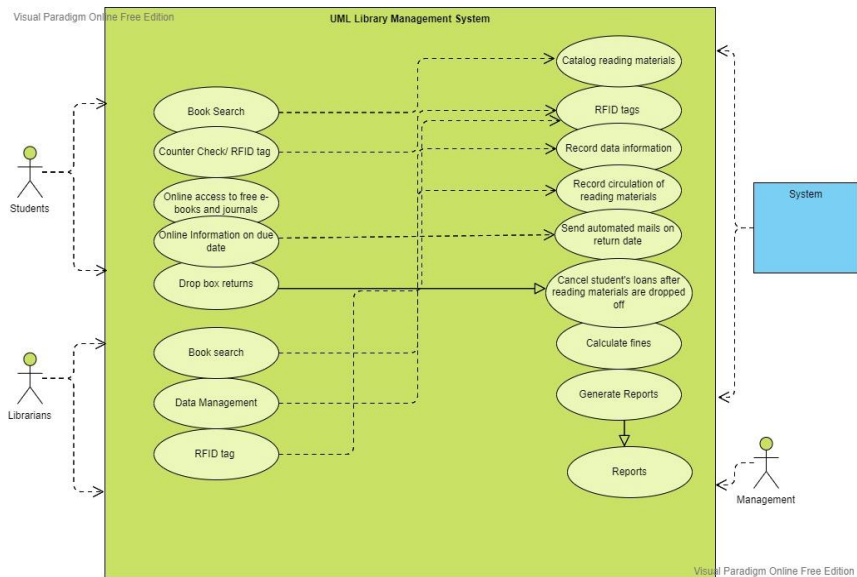 Visual Paradigm Online Free Edition
UML Library Management System
Students
Librarians
Book Search
Counter Check/ RFID tag
Online access to free e-
books and journals
Online Information on due
date
Drop box returns
Book search
Data Management
RFID tag
Catalog reading materials
RFID tags
Record data information
Record circulation of
reading materials
Send automated mails on
return date
Cancel student's loans after
reading materials are dropped
off
Calculate fines
Generate Reports
Reports
System
Management
Visual Paradigm Online Free Edition